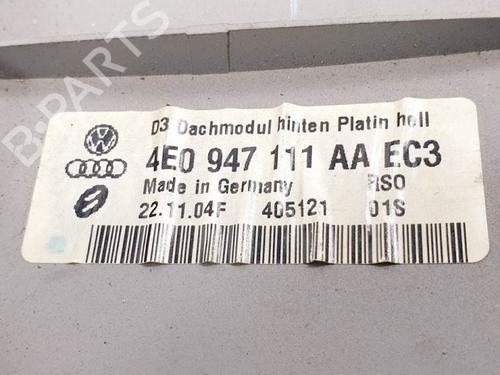 D3 Dachmodul hinten Platin hell
4E0 947 111 AA EC3
Made in Germany RSO
22.11.04F 405121 01S
B-PARTS